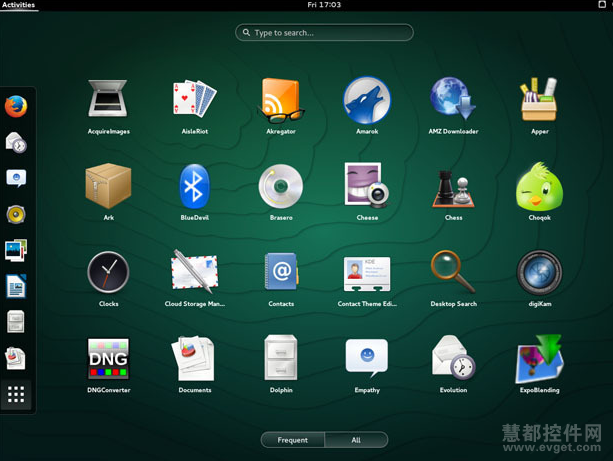 Activities
Fri 17:03
Type to search...
AcquireImages
AisleRiot
Akregator
Amarok
AMZ Downloader
Apper
Ark
BlueDevil
Brasero
Cheese
Chess
Choqok
Clocks
Cloud Storage Man...
Contacts
Contact Theme Edi...
Desktop Search
digiKam
DNG
DNGConverter
Documents
Dolphin
Empathy
Evolution
ExpoBlending
Frequent
All
慧都控件网
www.evget.com